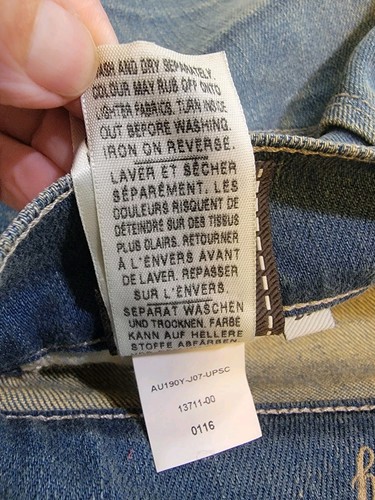 WASH AND DRY SEPARATELY.
COLOUR MAY RUB OFF ONTO
LIGHTER FABRICS. TURN INSIDE
OUT BEFORE WASHING.
IRON ON REVERSE.
LAVER ET SÉCHER
SÉPARÉMENT. LES
DOULEURS RISQUENT DE
DÉTEINDRE SUR DES TISSUS
PLUS CLAIRS. RETOURNER
À L'ENVERS AVANT
DE LAVER. REPASSER
SUR L'ENVERS.
SEPARAT WASCHEN
UND TROCKNEN. FARBE
KANN AUF HELLERE
STOFFE ABFÄRBEN.
AU190Y-J07-UPSC
13711-00
0116